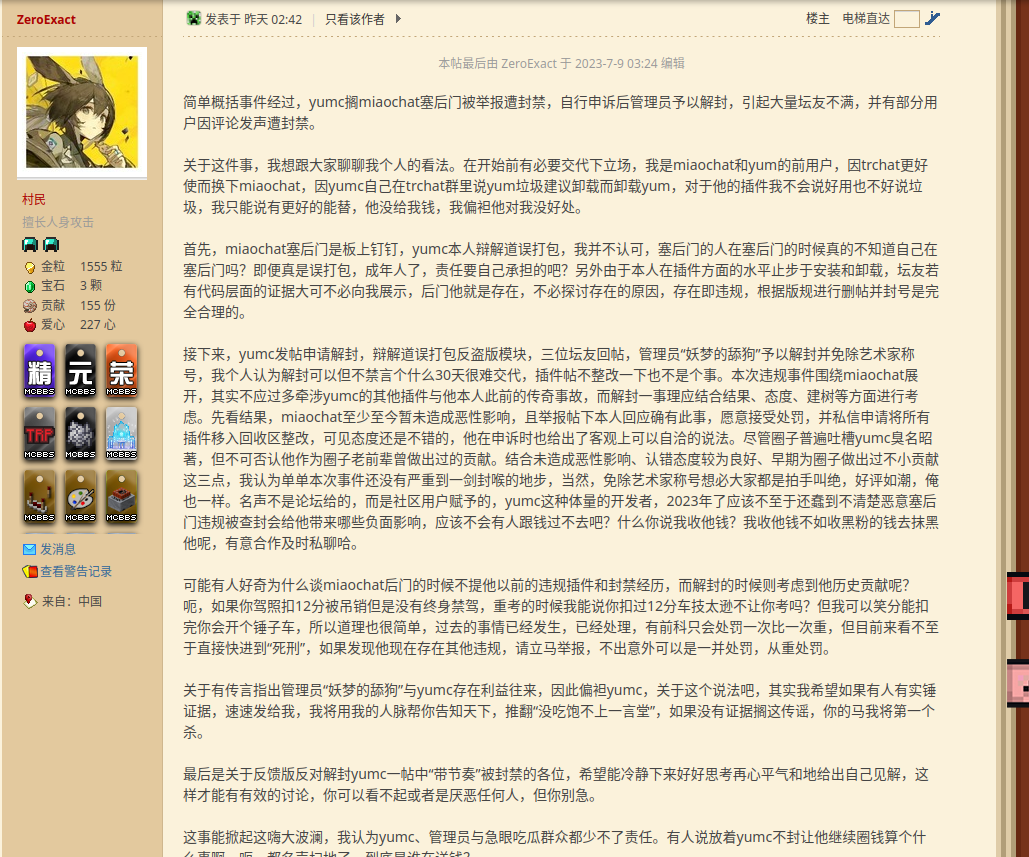 ZeroExact
发表于 昨天 02:42 只看该作者
楼主 电梯直达
本帖最后由 ZeroExact 于 2023-7-9 03:24 编辑
村民
擅长人身攻击
金粒 1555 粒
宝石 3 颗
贡献 155 份
爱心 227 心
精 MCBBS
元 MCBBS
荣 MCBBS
TAP MCBBS
MCBBS
MCBBS
MCBBS
MCBBS
MCBBS
发消息
查看警告记录
来自：中国
简单概括事件经过，yumc搁miaochat塞后门被举报遭封禁，自行申诉后管理员予以解封，引起大量坛友不满，并有部分用
户因评论发声遭封禁。
关于这件事，我想跟大家聊聊我个人的看法。在开始前有必要交代下立场，我是miaochat和yum的前用户，因trchat更好
使而换下miaochat，因yumc自己在trchat群里说yum垃圾建议卸载而卸载yum，对于他的插件我不会说好用也不好说垃
圾，我只能说有更好的能替，他没给我钱，我偏袒他对我没好处。
首先，miaochat塞后门是板上钉钉，yumc本人辩解道误打包，我并不认可，塞后门的人在塞后门的时候真的不知道自己在
塞后门吗？即便真是误打包，成年人了，责任要自己承担的吧？另外由于本人在插件方面的水平止步于安装和卸载，坛友若
有代码层面的证据大可不必向我展示，后门他就是存在，不必探讨存在的原因，存在即违规，根据版规进行删帖并封号是完
全合理的。
接下来，yumc发帖申请解封，辩解道误打包反盗版模块，三位坛友回帖，管理员“妖梦的舔狗”予以解封并免除艺术家称
号，我个人认为解封可以但不禁言个什么30天很难交代，插件帖不整改一下也不是个事。本次违规事件围绕miaochat展
开，其实不应过多牵涉yumc的其他插件与他本人此前的传奇故事，而解封一事理应结合结果、态度、建树等方面进行考
虑。先看结果，miaochat至少至今暂未造成恶性影响，且举报帖下本人回应确有此事，愿意接受处罚，并私信申请将所有
插件移入回收区整改，可见态度还是不错的，他在申诉时也给出了客观上可以自洽的说法。尽管圈子普遍吐槽yumc臭名昭
著，但不可否认他作为圈子老前辈曾做出过的贡献。结合未造成恶性影响、认错态度较为良好、早期为圈子做出过不小贡献
这三点，我认为单单本次事件还没有严重到一剑封喉的地步，当然，免除艺术家称号想必大家都是拍手叫绝，好评如潮，俺
也一样。名声不是论坛给的，而是社区用户赋予的，yumc这种体量的开发者，2023年了应该不至于还蠢到不清楚恶意塞后
门违规被查封会给他带来哪些负面影响，应该不会有人跟钱过不去吧？什么你说我收他钱？我收他钱不如收黑粉的钱去抹黑
他呢，有意合作及时私聊哈。
可能有人好奇为什么谈miaochat后门的时候不提他以前的违规插件和封禁经历，而解封的时候则考虑到他历史贡献呢？
呃，如果你驾照扣12分被吊销但是没有终身禁驾，重考的时候我能说你扣过12分车技太逊不让你考吗？但我可以笑分能扣
完你会开个锤子车，所以道理也很简单，过去的事情已经发生，已经处理，有前科只会处罚一次比一次重，但目前来看不至
于直接快进到“死刑”，如果发现他现在存在其他违规，请立马举报，不出意外可以是一并处罚，从重处罚。
关于有传言指出管理员“妖梦的舔狗”与yumc存在利益往来，因此偏袒yumc，关于这个说法吧，其实我希望如果有人有实锤
证据，速速发给我，我将用我的人脉帮你告知天下，推翻“没吃饱不上一言堂”，如果没有证据搁这传谣，你的马我将第一个
杀。
最后是关于反馈版反对解封yumc一帖中“带节奏”被封禁的各位，希望能冷静下来好好思考再心平气和地给出自己见解，这
样才能有有效的讨论，你可以看不起或者是厌恶任何人，但你别急。
这事能掀起这嗨大波澜，我认为yumc、管理员与急眼吃瓜群众都少不了责任。有人说放着yumc不封让他继续圈钱算个什